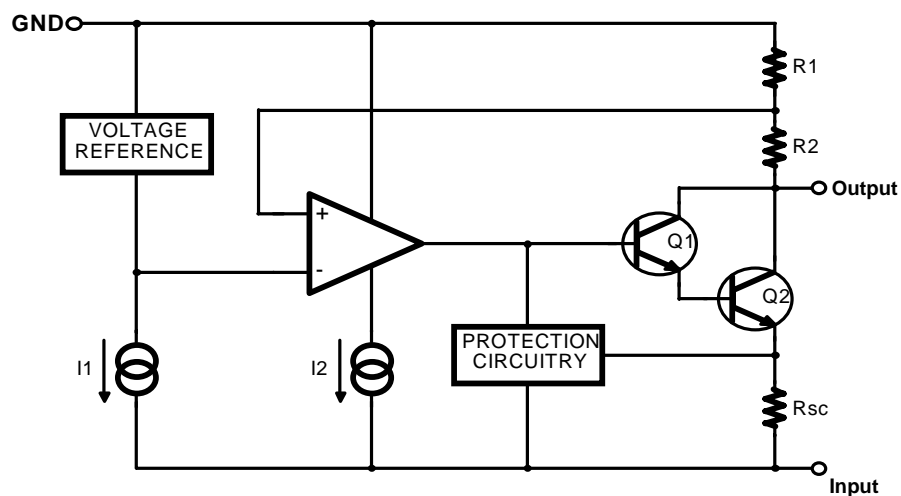 GND
R1
VOLTAGE
REFERENCE
R2
Output
+
Q1
-
Q2
PROTECTION
CIRCUITRY
I1
I2
Rsc
Input